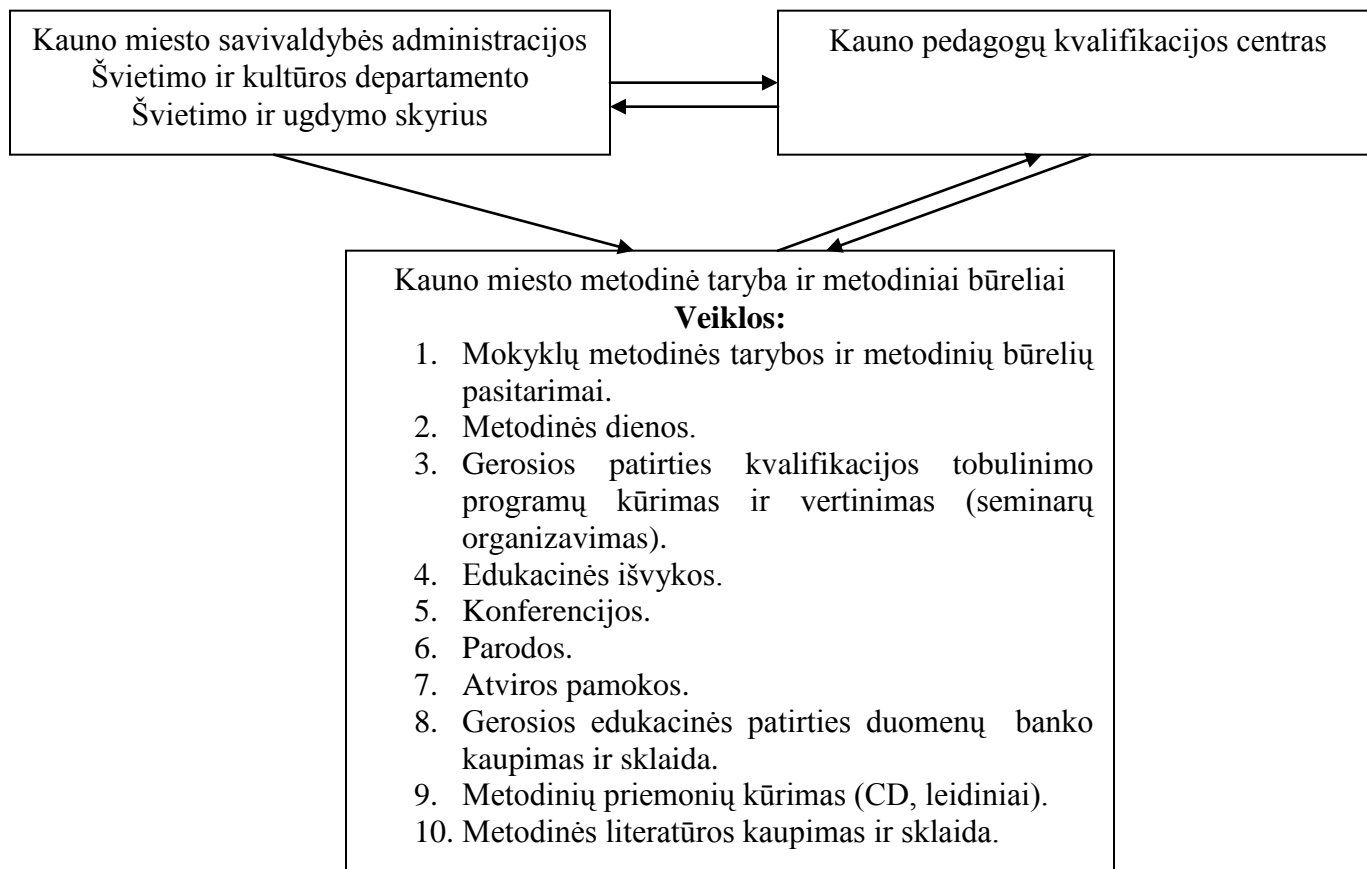 Kauno miesto savivaldybės administracijos
Švietimo ir kultūros departamento
Švietimo ir ugdymo skyrius
Kauno pedagogų kvalifikacijos centras
Kauno miesto metodinė taryba ir metodiniai būreliai
Veiklos:
1. Mokyklų metodinės tarybos ir metodinių būrelių
pasitarimai.
2. Metodinės dienos.
3. Gerosios patirties kvalifikacijos tobulinimo
programų kūrimas ir vertinimas (seminarų
organizavimas).
4. Edukacinės išvykos.
5. Konferencijos.
6. Parodos.
7. Atviros pamokos.
8. Gerosios edukacinės patirties duomenų banko
kaupimas ir sklaida.
9. Metodinių priemonių kūrimas (CD, leidiniai).
10. Metodinės literatūros kaupimas ir sklaida.